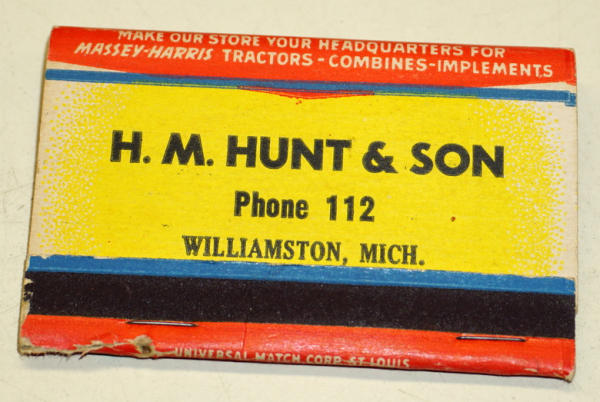 MAKE OUR STORE YOUR HEADQUARTERS FOR
MASSEY-HARRIS TRACTORS - COMBINES - IMPLEMENTS
H. M. HUNT & SON
Phone 112
WILLIAMSTON, MICH.
UNIVERSAL MATCH CORP. ST. LOUIS